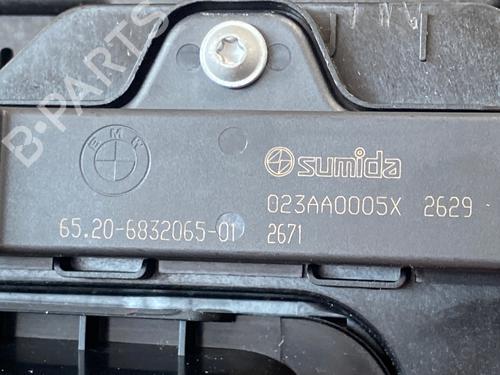 B-PARTS
BMW
sumida
023AA0005X 2629
65.20-6832065-01 2671